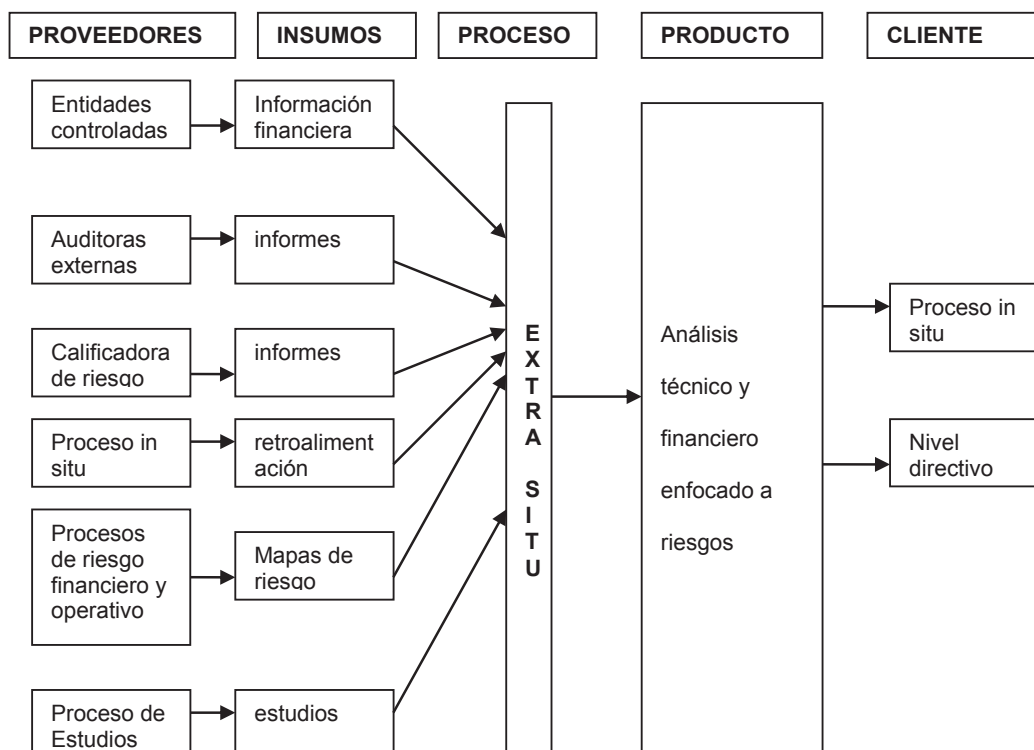 PROVEEDORES
INSUMOS
PROCESO
PRODUCTO
CLIENTE
Entidades
controladas
Información
financiera
Auditoras
externas
informes
Calificadora
de riesgo
informes
Proceso in
situ
retroaliment
ación
Procesos
de riesgo
financiero y
operativo
Mapas de
riesgo
Proceso de
Estudios
estudios
E
X
T
R
A
S
I
T
U
Análisis
técnico y
financiero
enfocado a
riesgos
Proceso in
situ
Nivel
directivo